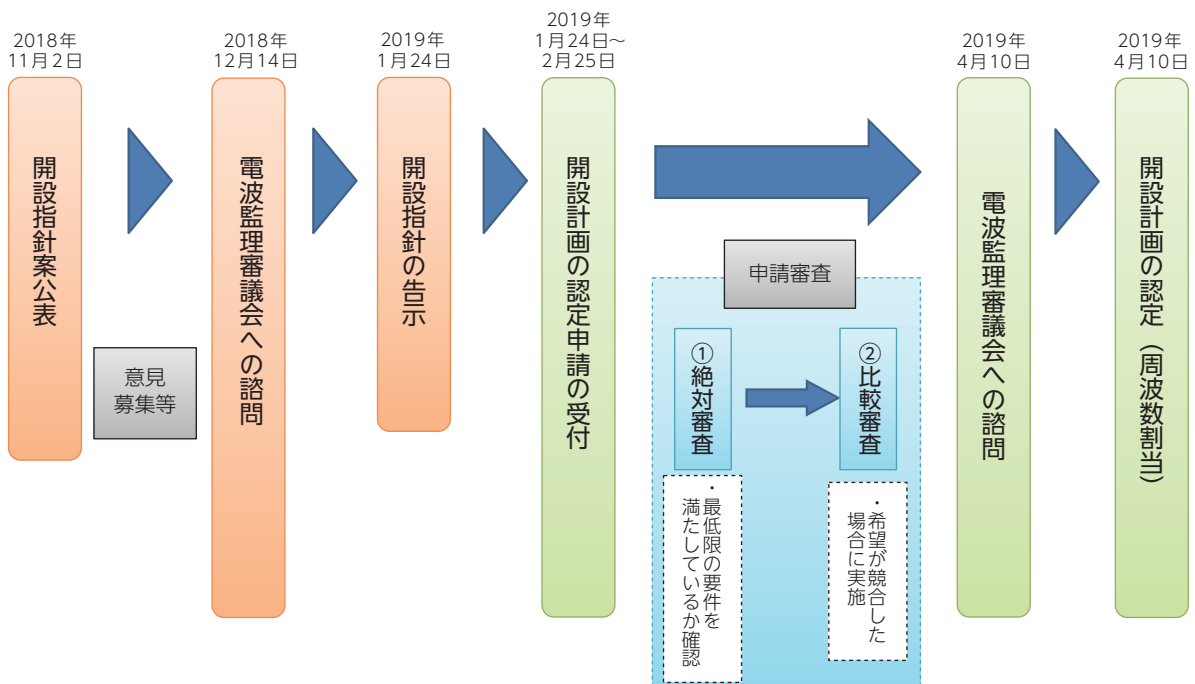 2018年
11月2日
開設指針案公表
意見
募集等
2018年
12月14日
電波監理審議会への諮問
2019年
1月24日
開設指針の告示
2019年
1月24日～
2月25日
開設計画の認定申請の受付
申請審査
①絶対審査
・最低限の要件を
満たしているか確認
②比較審査
・希望が競合した
場合に実施
2019年
4月10日
電波監理審議会への諮問
2019年
4月10日
開設計画の認定（周波数割当）